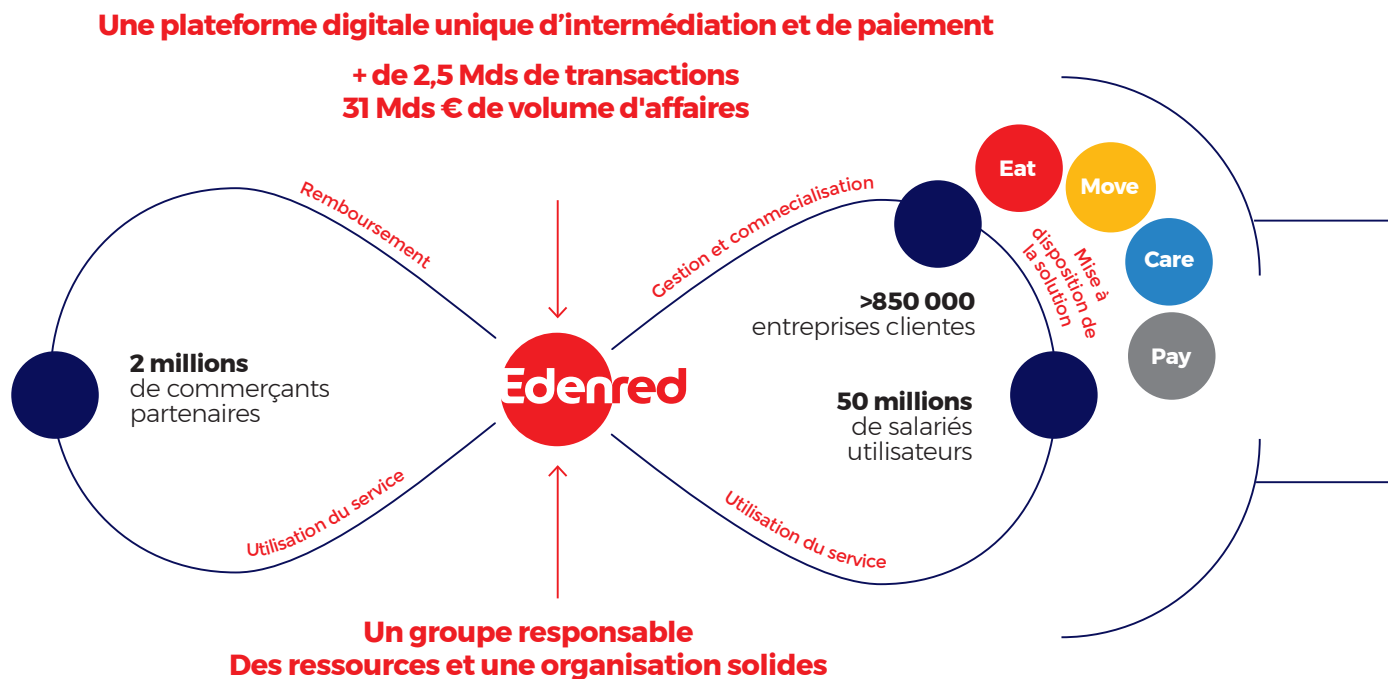 Une plateforme digitale unique d’intermédiation et de paiement
+ de 2,5 Mds de transactions
31 Mds € de volume d'affaires
Remboursement
Gestion et commecialisation
Eat
Move
Care
Pay
Mise à
disposition de
la solution
>850 000
entreprises clientes
2 millions
de commerçants
partenaires
Edenred
50 millions
de salariés
utilisateurs
Utilisation du service
Utilisation du service
Un groupe responsable
Des ressources et une organisation solides